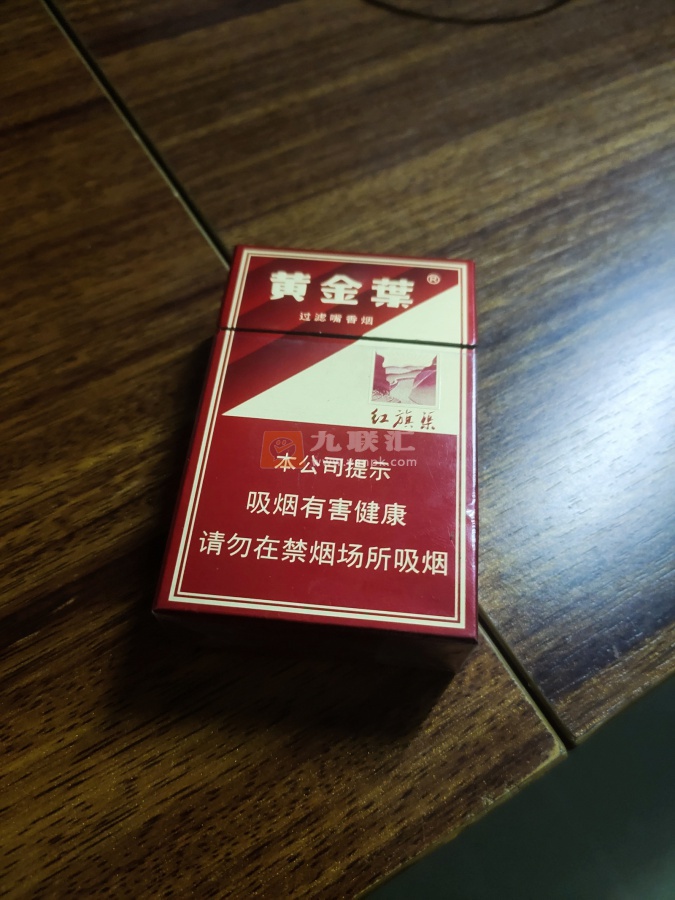 黄金葉®
过滤嘴香烟
红旗渠
九联汇
本公司提示
吸烟有害健康
请勿在禁烟场所吸烟